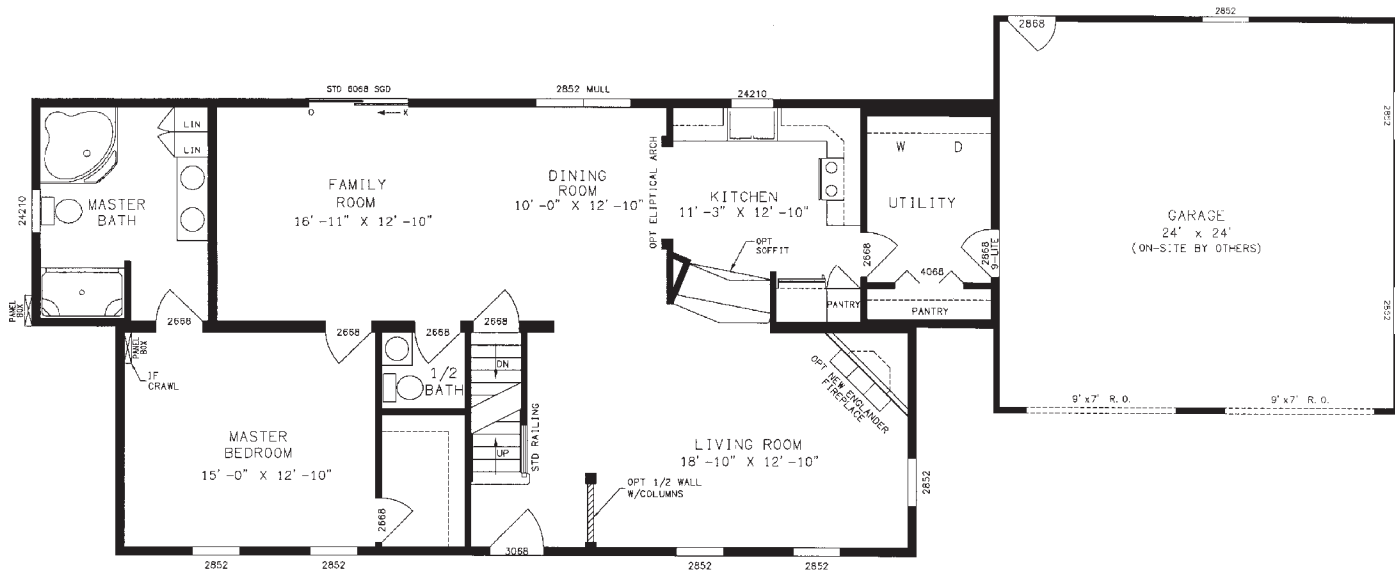 2852
2868
STD 6068 SGD
O
X
2852 MULL
24210
2852
LIN
LIN
W D
OPT ELIPTICAL ARCH
FAMILY
ROOM
16'-11" X 12'-10"
DINING
ROOM
10'-0" X 12'-10"
KITCHEN
11'-3" X 12'-10"
UTILITY
24210
MASTER
BATH
GARAGE
24' x 24'
(ON-SITE BY OTHERS)
OPT
SOFFIT
2668
2868
9-LITE
4068
PANTRY
PANTRY
PANEL
BOX
2852
2668
2668
2668
2668
PANEL
BOX
IF
CRAWL
1/2
BATH
DN
UP
STD RAILING
OPT NEW ENGLANDER
FIREPLACE
9'x7' R.O.
9'x7' R.O.
MASTER
BEDROOM
15'-0" X 12'-10"
LIVING ROOM
18'-10" X 12'-10"
OPT 1/2 WALL
W/COLUMNS
2852
2668
3068
2852
2852
2852
2852